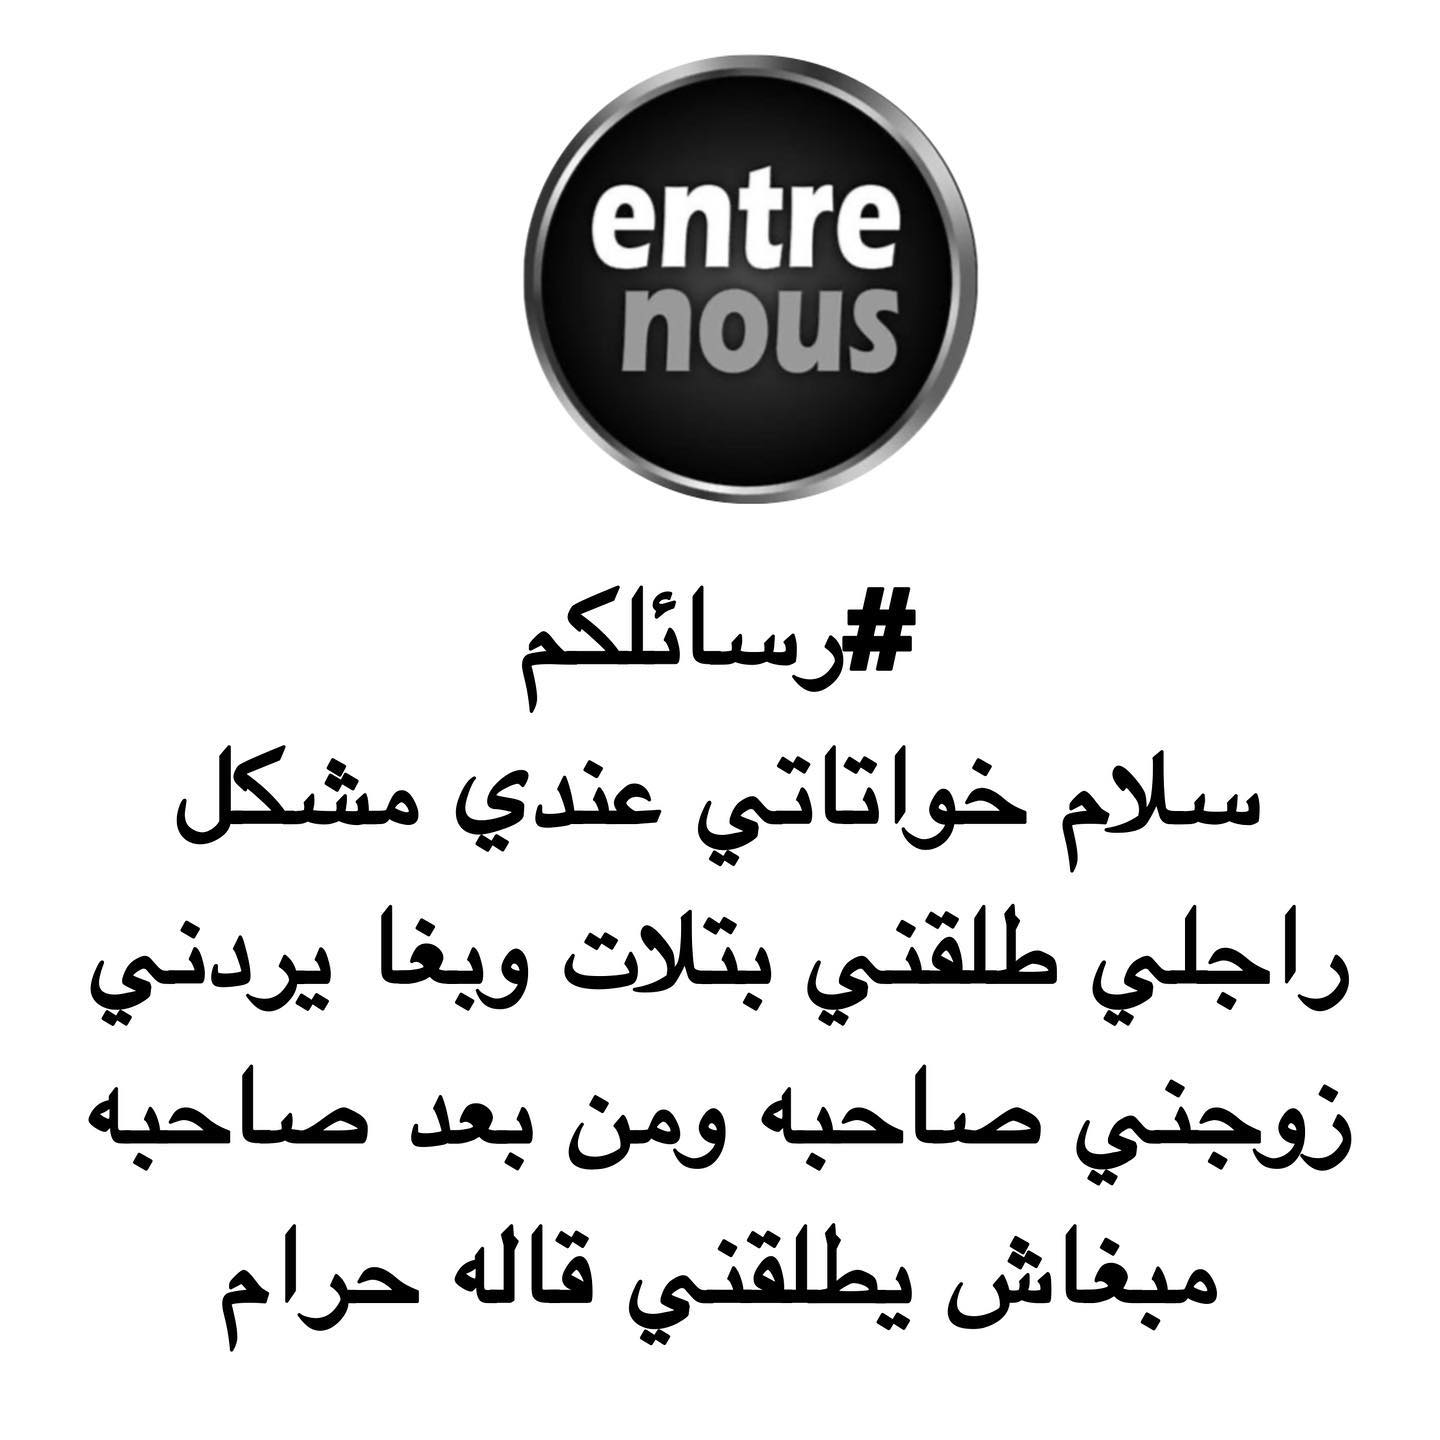 entre
nous
#رسائلكم
سلام خواتاتي عندي مشكل
راجلي طلقني بتلات وبغا يردني
زوجني صاحبه ومن بعد صاحبه
مبغاش يطلقني قاله حرام